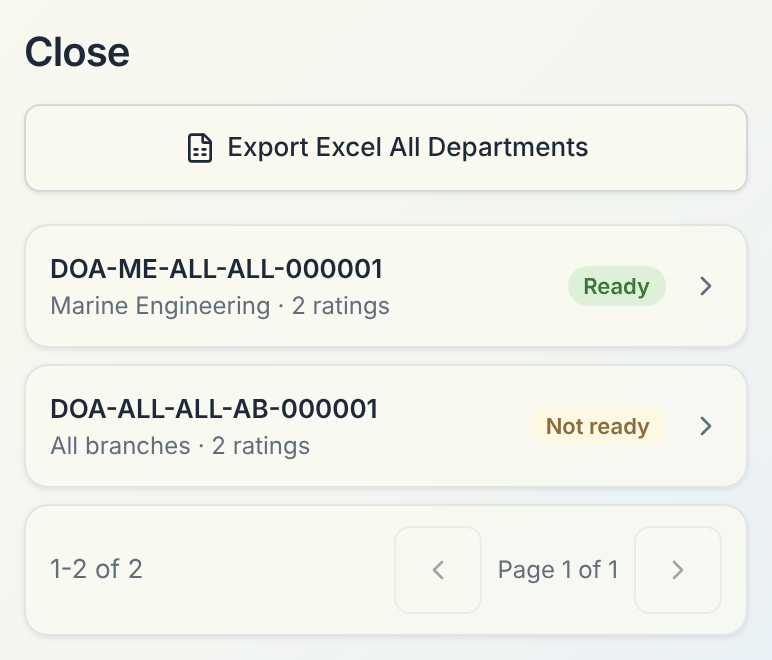 Close
Export Excel All Departments
DOA-ME-ALL-ALL-000001
Marine Engineering · 2 ratings
Ready
DOA-ALL-ALL-AB-000001
All branches · 2 ratings
Not ready
1-2 of 2
Page 1 of 1